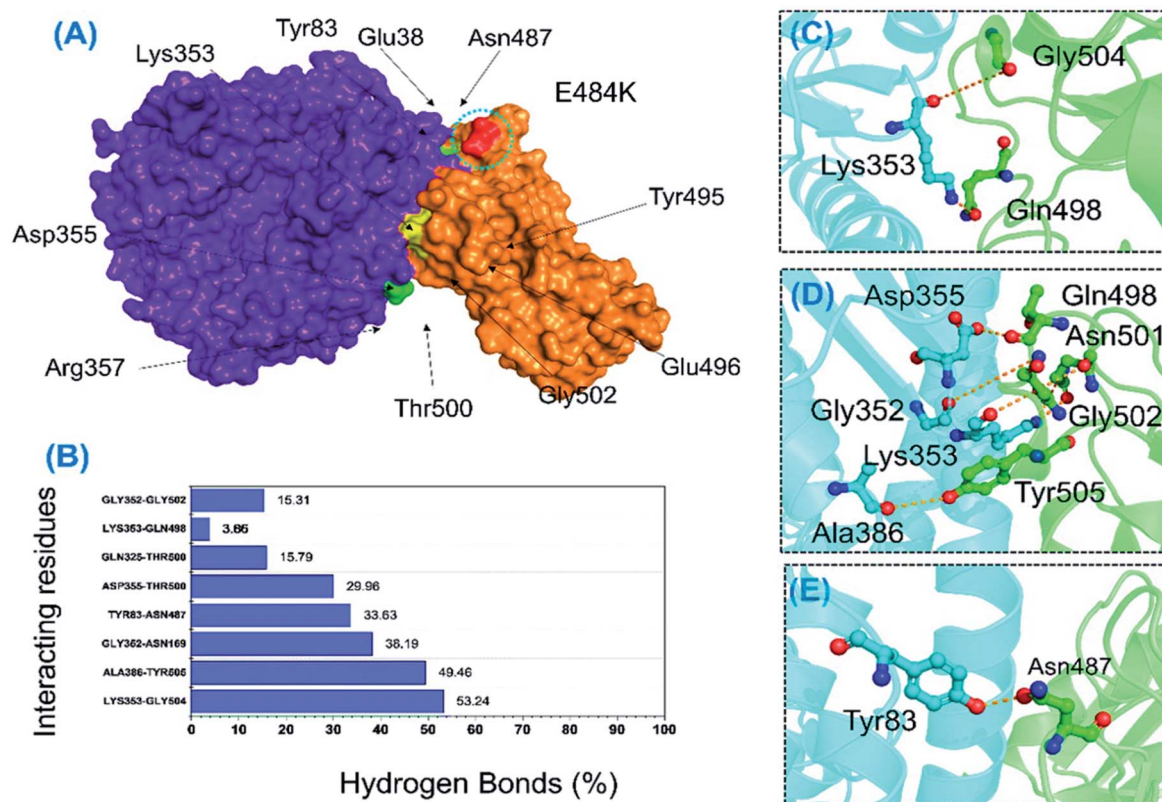 (A)
Lys353
Tyr83
Glu38
Asn487
E484K
Tyr495
Asp355
Arg357
Thr500
Gly502
Glu496
(B)
Interacting residues
GLY352-GLY502
15.31
LYS353-GLN498
3.65
GLN325-THR500
15.79
ASP355-THR500
29.96
TYR83-ASN487
33.63
GLY352-ASN169
38.19
ALA386-TYR505
49.46
LYS353-GLY504
53.24
0 10 20 30 40 50 60 70 80 90 100
Hydrogen Bonds (%)
(C)
Gly504
Lys353
Gln498
(D)
Asp355
Gln498
Asn501
Gly352
Gly502
Lys353
Tyr505
Ala386
(E)
Asn487
Tyr83